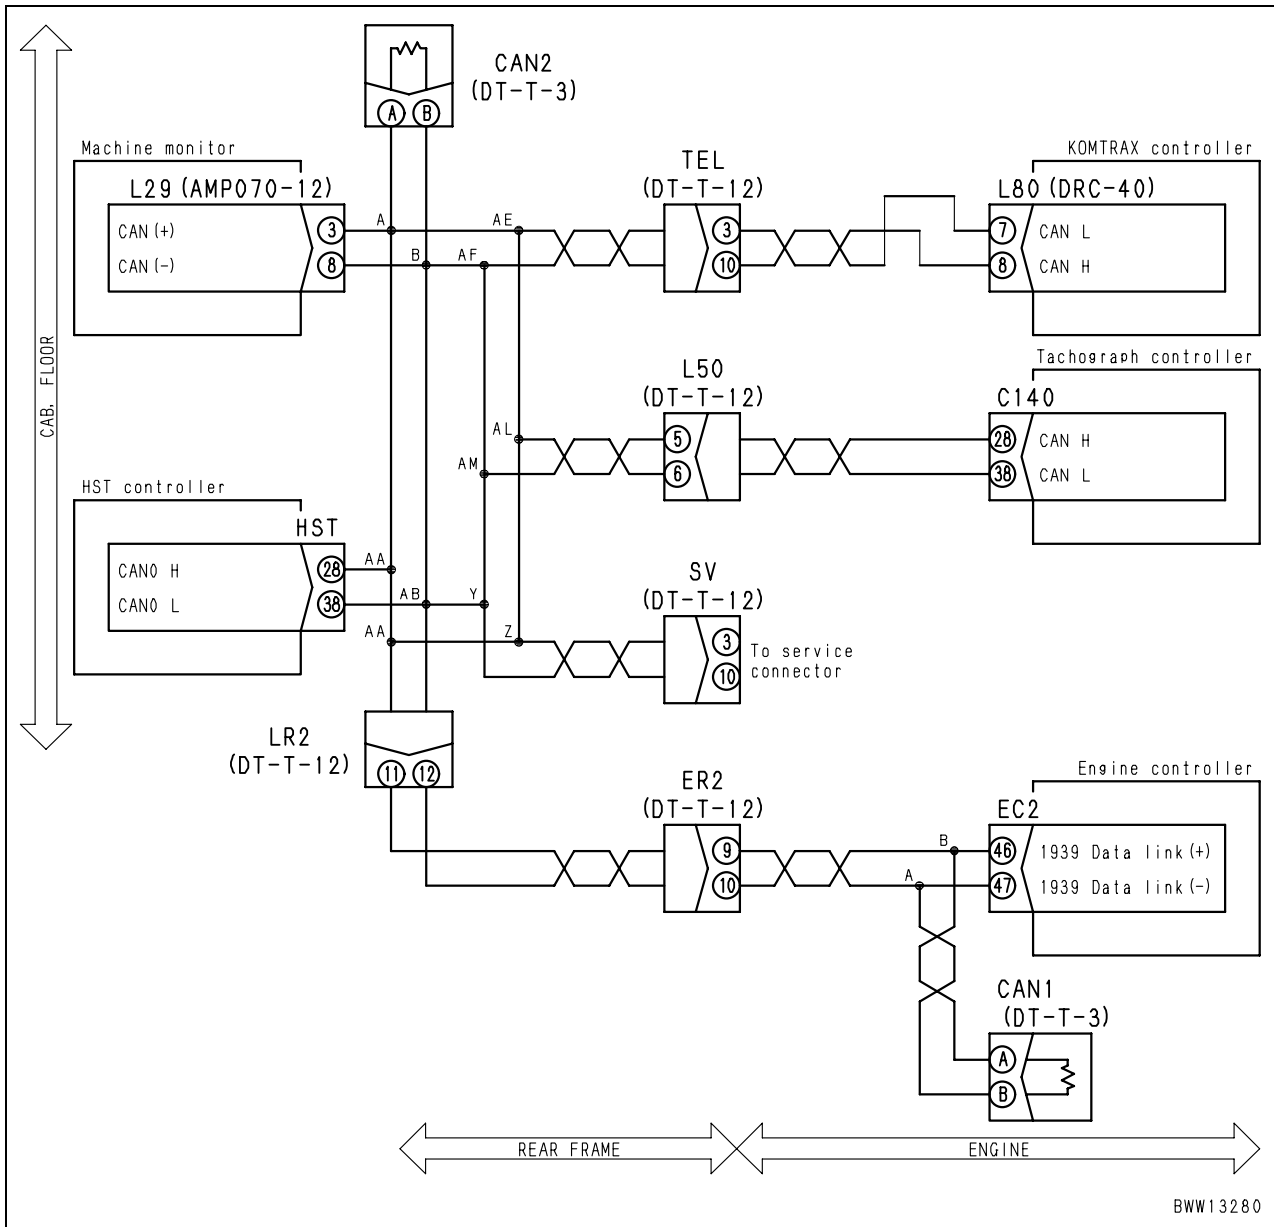 CAN2
(DT-T-3)
A B
Machine monitor
L29 (AMP070-12)
CAN (+) 3
CAN (-) 8
A
B
AE
AF
TEL
(DT-T-12)
3
10
KOMTRAX controller
L80 (DRC-40)
7 CAN L
8 CAN H
CAB, FLOOR
Tachograph controller
L50
(DT-T-12)
5
6
C140
28 CAN H
38 CAN L
AL
AM
HST controller
HST
CAN0 H 28
CAN0 L 38
AA
AB
Y
AA
Z
SV
(DT-T-12)
3
10
To service
connector
LR2
(DT-T-12)
11 12
ER2
(DT-T-12)
9
10
Engine controller
EC2
B
A
46 1939 Data link (+)
47 1939 Data link (-)
CAN1
(DT-T-3)
A
B
REAR FRAME
ENGINE
BWW13280